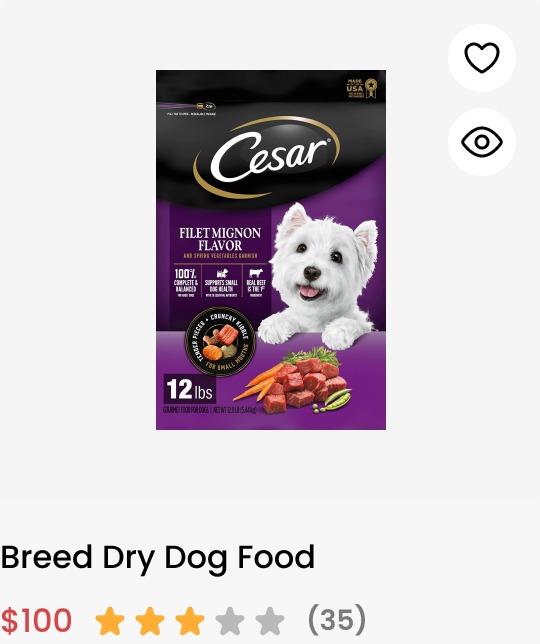 MADE
USA
Cesar®
FILET MIGNON
FLAVOR
AND SPRING VEGETABLES GARNISH
100%
COMPLETE &
BALANCED
SUPPORTS SMALL
DOG HEALTH
REAL BEEF
IS THE 1ST
INGREDIENT
TENDER PIECES • CRUNCHY KIBBLE
FOR SMALL MOUTHS
12 lbs
GOURMET FOOD FOR DOGS | NET WT 12.0 LB (5.44kg)
Breed Dry Dog Food
$100
(35)